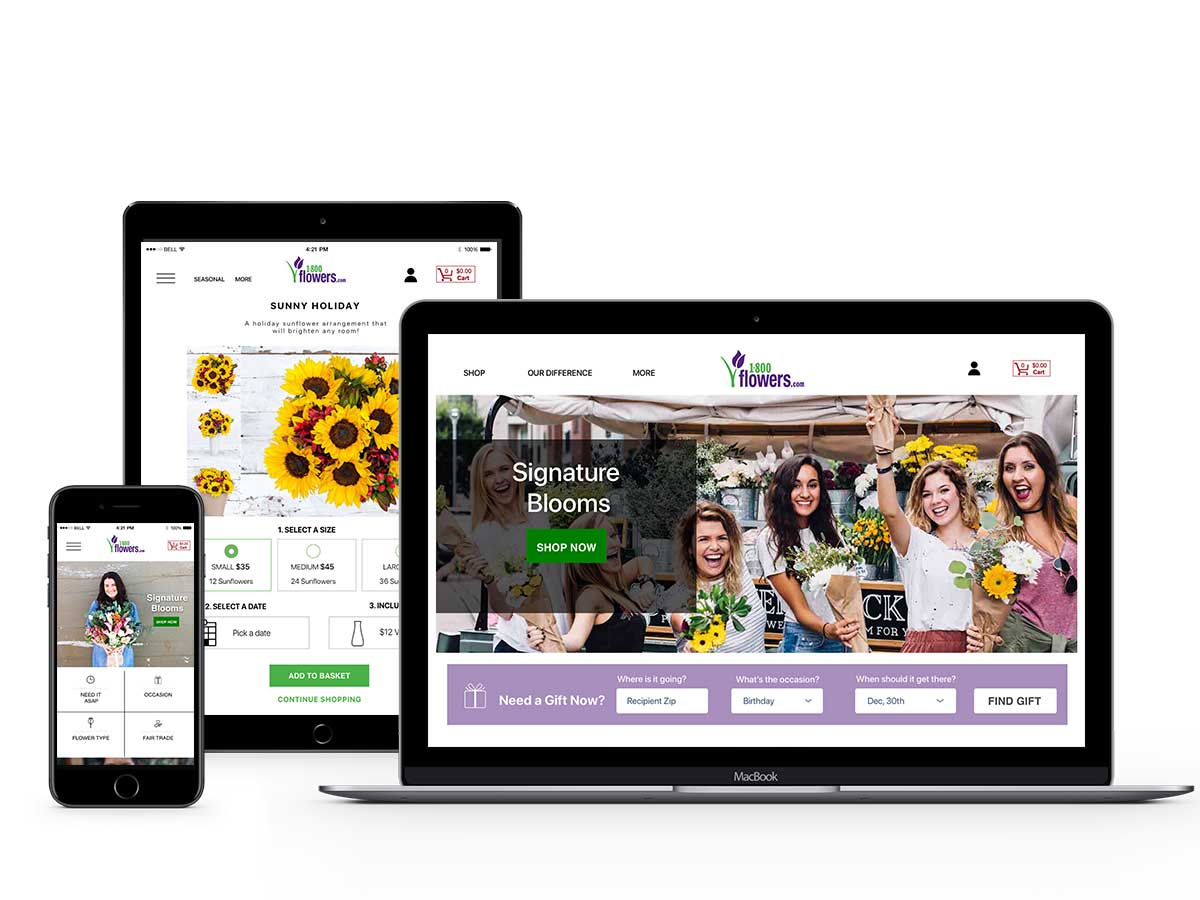 BELL
4:21 PM
100%
SEASONAL
MORE
1·800
flowers.com
0 $0.00
Cart
SUNNY HOLIDAY
A holiday sunflower arrangement that
will brighten any room!
1. SELECT A SIZE
SMALL $35
12 Sunflowers
MEDIUM $45
24 Sunflowers
LARG
36 Su
2. SELECT A DATE
Pick a date
3. INCLU
$12 V
ADD TO BASKET
CONTINUE SHOPPING
BELL
4:21 PM
100%
1·800
flowers.com
$0.00
Cart
Signature
Blooms
SHOP NOW
NEED IT
ASAP
OCCASION
FLOWER TYPE
FAIR TRADE
SHOP
OUR DIFFERENCE
MORE
1·800
flowers.com
0 $0.00
Cart
Signature
Blooms
SHOP NOW
Need a Gift Now?
Where is it going?
Recipient Zip
What's the occasion?
Birthday
When should it get there?
Dec, 30th
FIND GIFT
MacBook